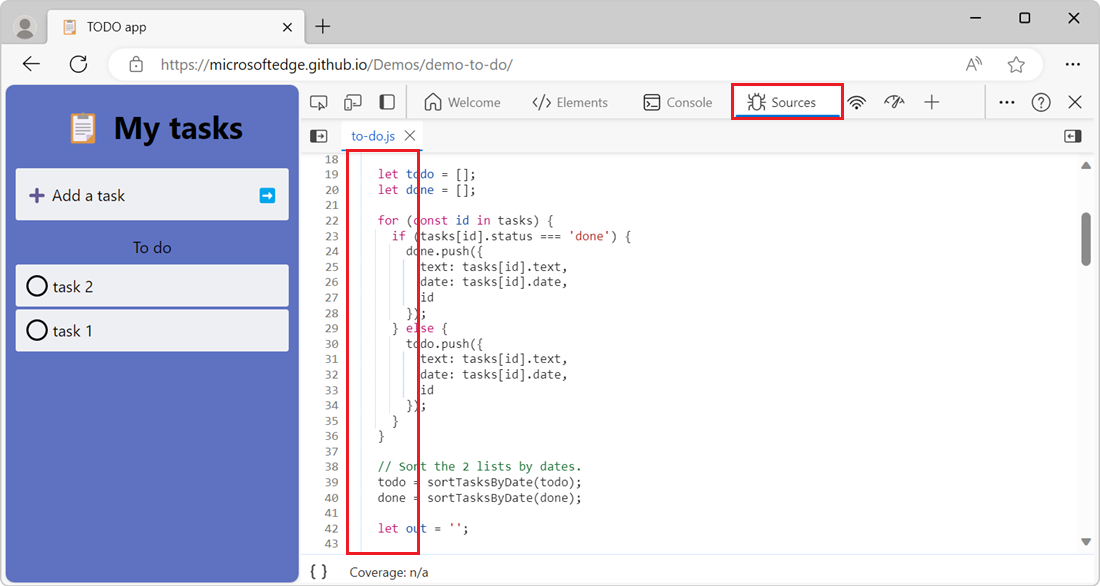 TODO app
https://microsoftedge.github.io/Demos/demo-to-do/
My tasks
Add a task
To do
task 2
task 1
Welcome
</> Elements
Console
Sources
to-do.js
18
19 let todo = [];
20 let done = [];
21
22 for (const id in tasks) {
23 if (tasks[id].status === 'done') {
24 done.push({
25 text: tasks[id].text,
26 date: tasks[id].date,
27 id
28 });
29 } else {
30 todo.push({
31 text: tasks[id].text,
32 date: tasks[id].date,
33 id
34 });
35 }
36 }
37
38 // Sort the 2 lists by dates.
39 todo = sortTasksByDate(todo);
40 done = sortTasksByDate(done);
41
42 let out = '';
43
{ } Coverage: n/a